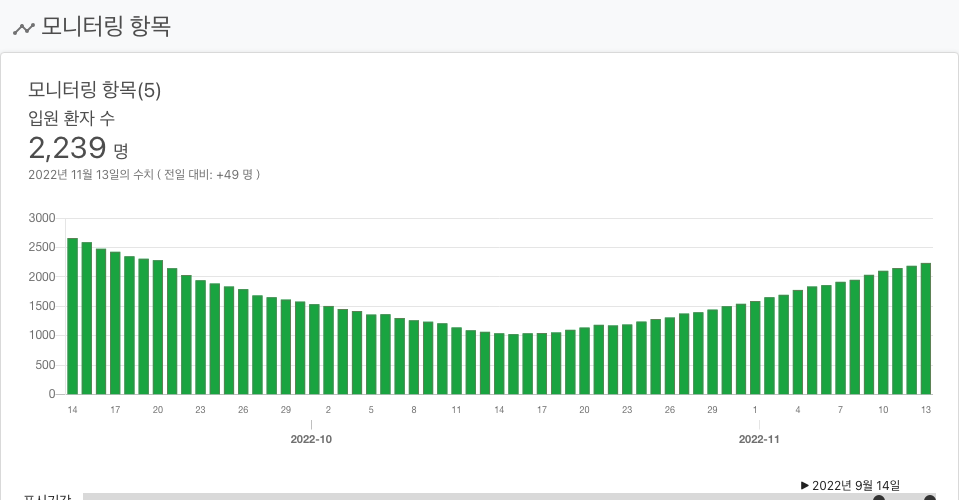 모니터링 항목
모니터링 항목(5)
입원 환자 수
2,239 명
2022년 11월 13일의 수치 ( 전일 대비: +49 명 )
3000
2500
2000
1500
1000
500
0
14 17 20 23 26 29 2 5 8 11 14 17 20 23 26 29 1 4 7 10 13
2022-10 2022-11
▶ 2022년 9월 14일
표시기간